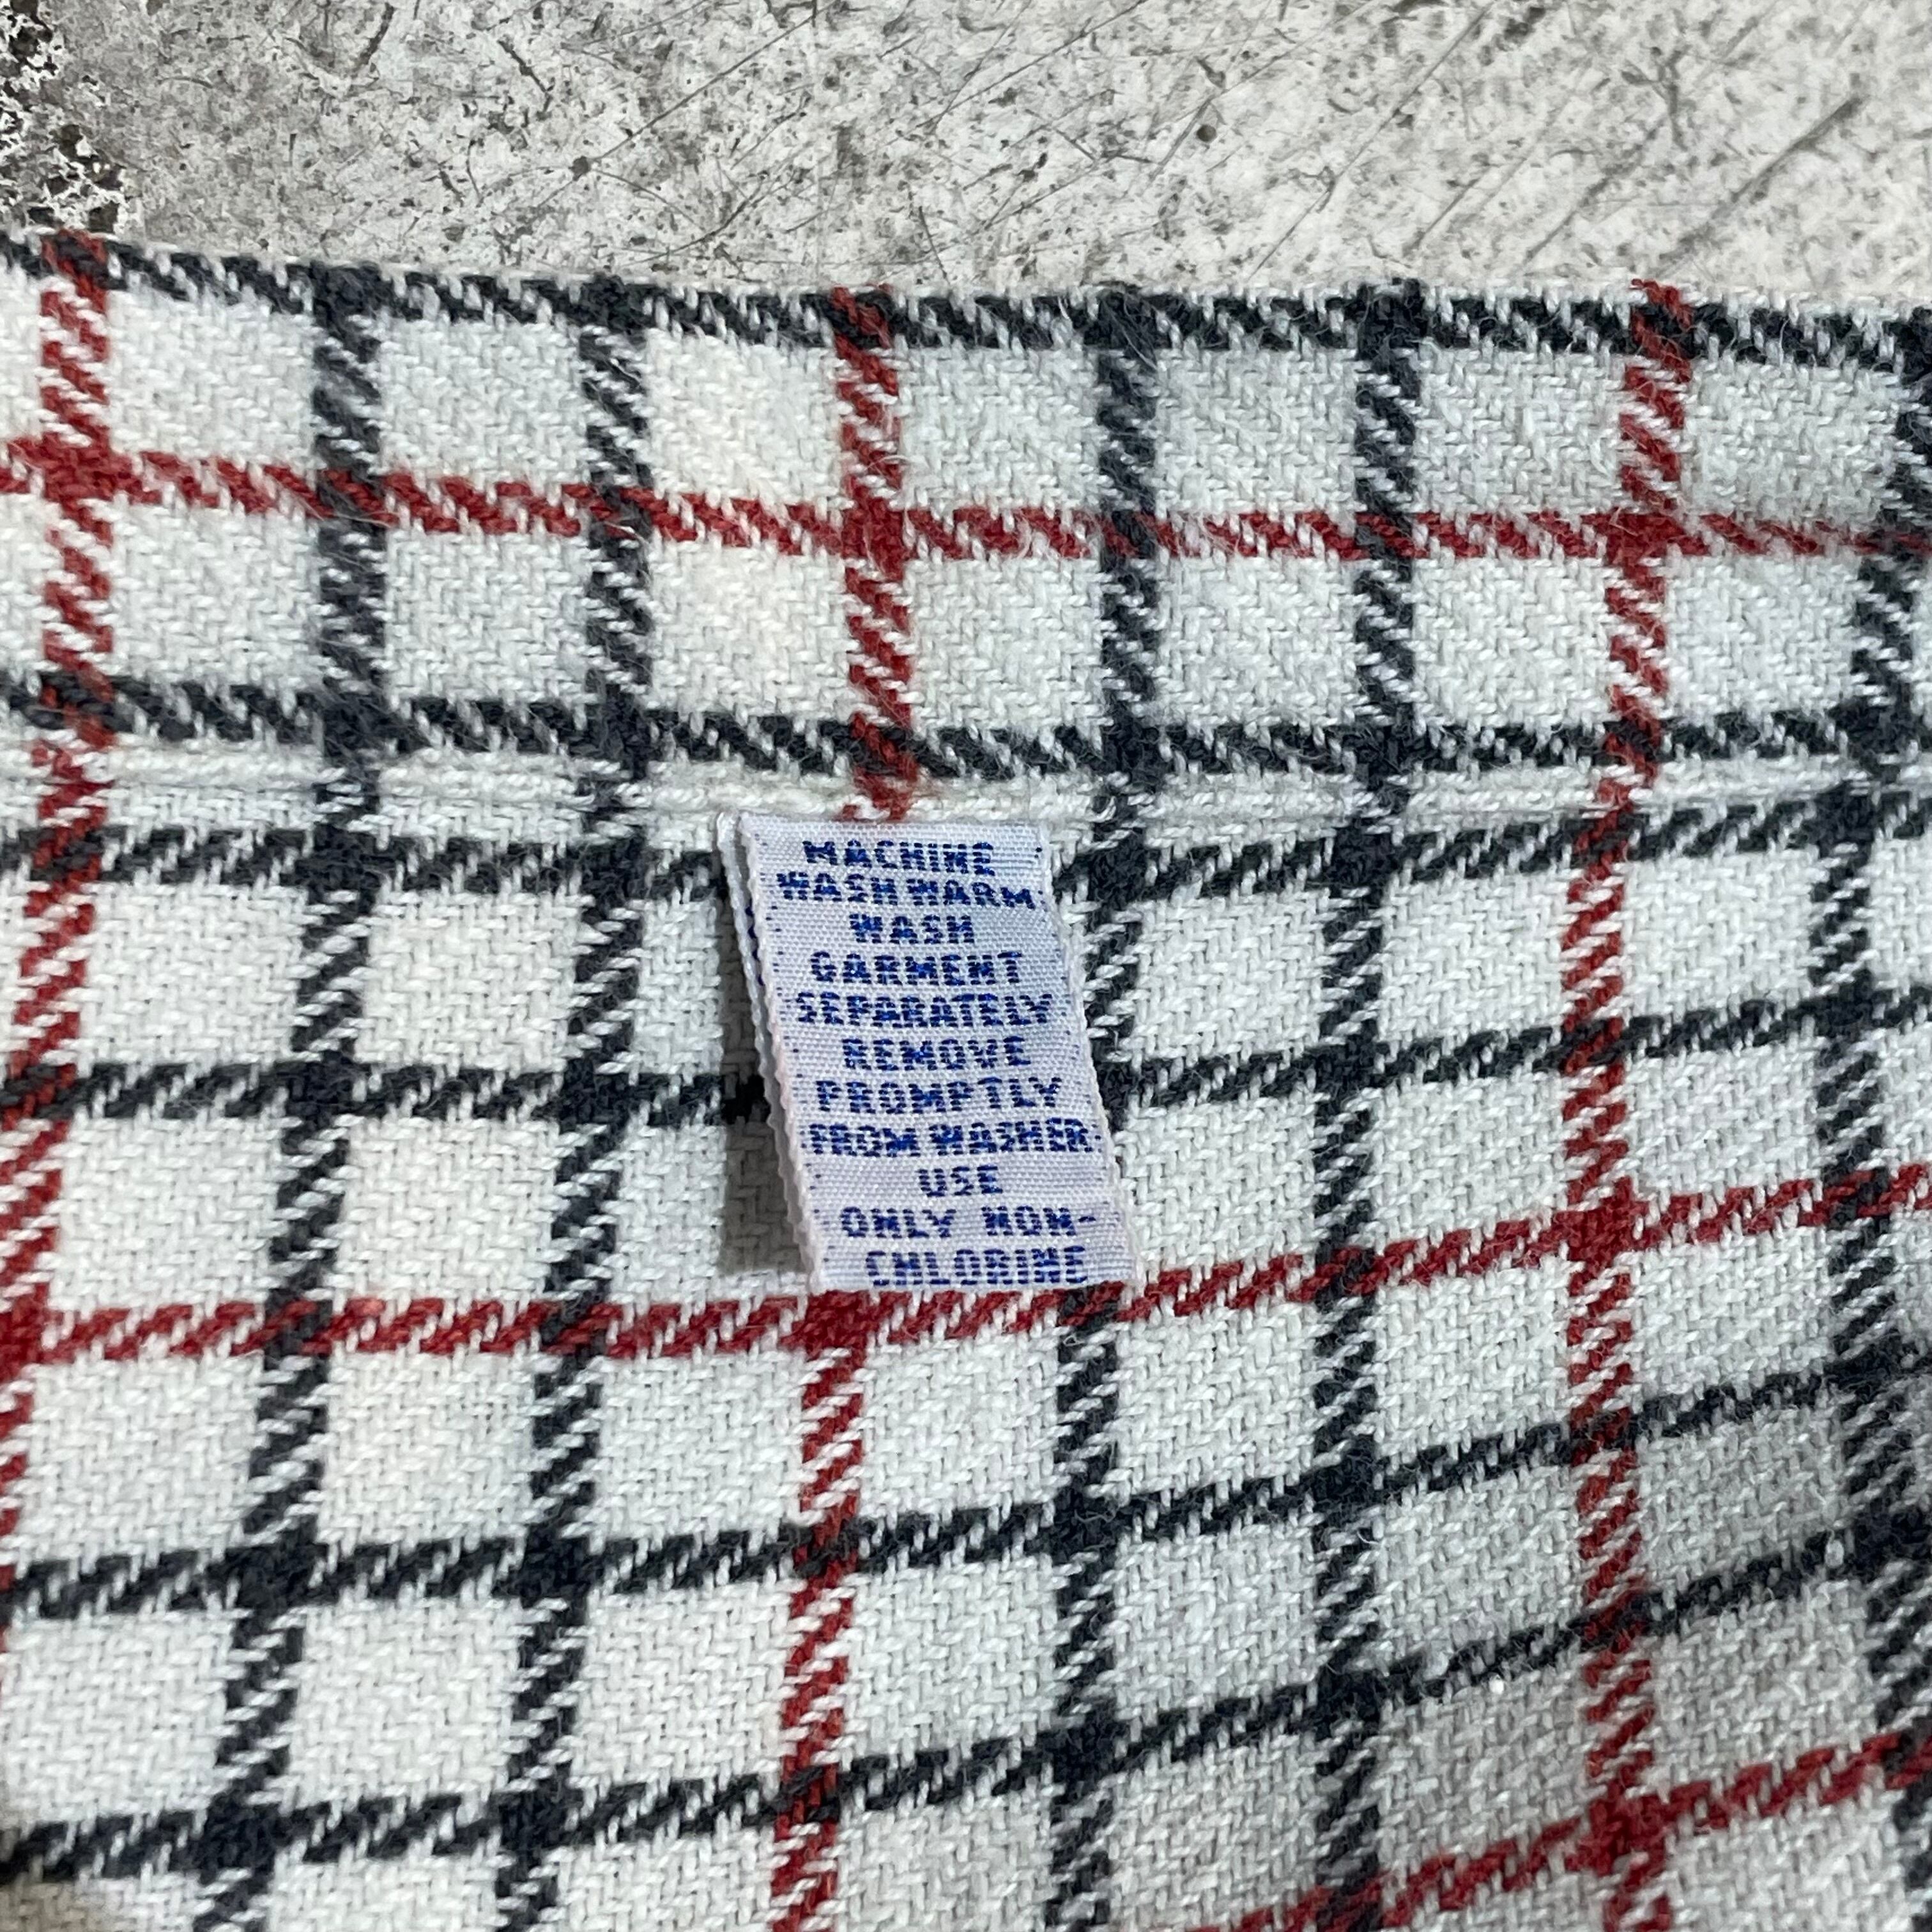 MACHINE
WASH WARM
WASH
GARMENT
SEPARATELY
REMOVE
PROMPTLY
FROM WASHER
USE
ONLY NON-
CHLORINE